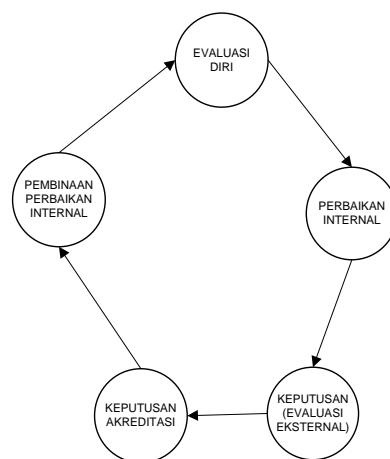 EVALUASI
DIRI
PERBAIKAN
INTERNAL
KEPUTUSAN
(EVALUASI
EKSTERNAL)
KEPUTUSAN
AKREDITASI
PEMBINAAN
PERBAIKAN
INTERNAL